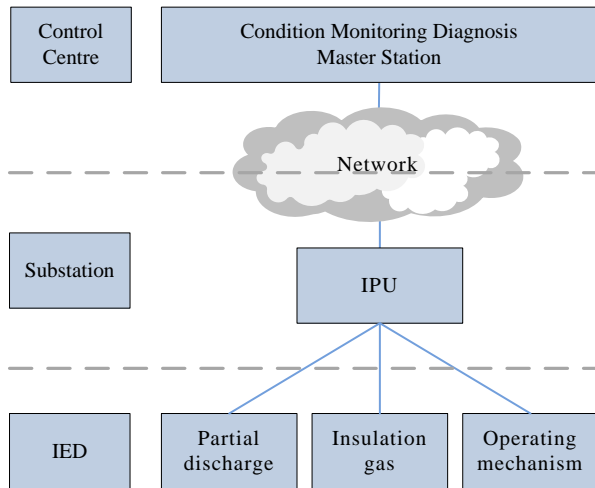 Control
Centre
Condition Monitoring Diagnosis
Master Station
Network
Substation
IPU
IED
Partial
discharge
Insulation
gas
Operating
mechanism